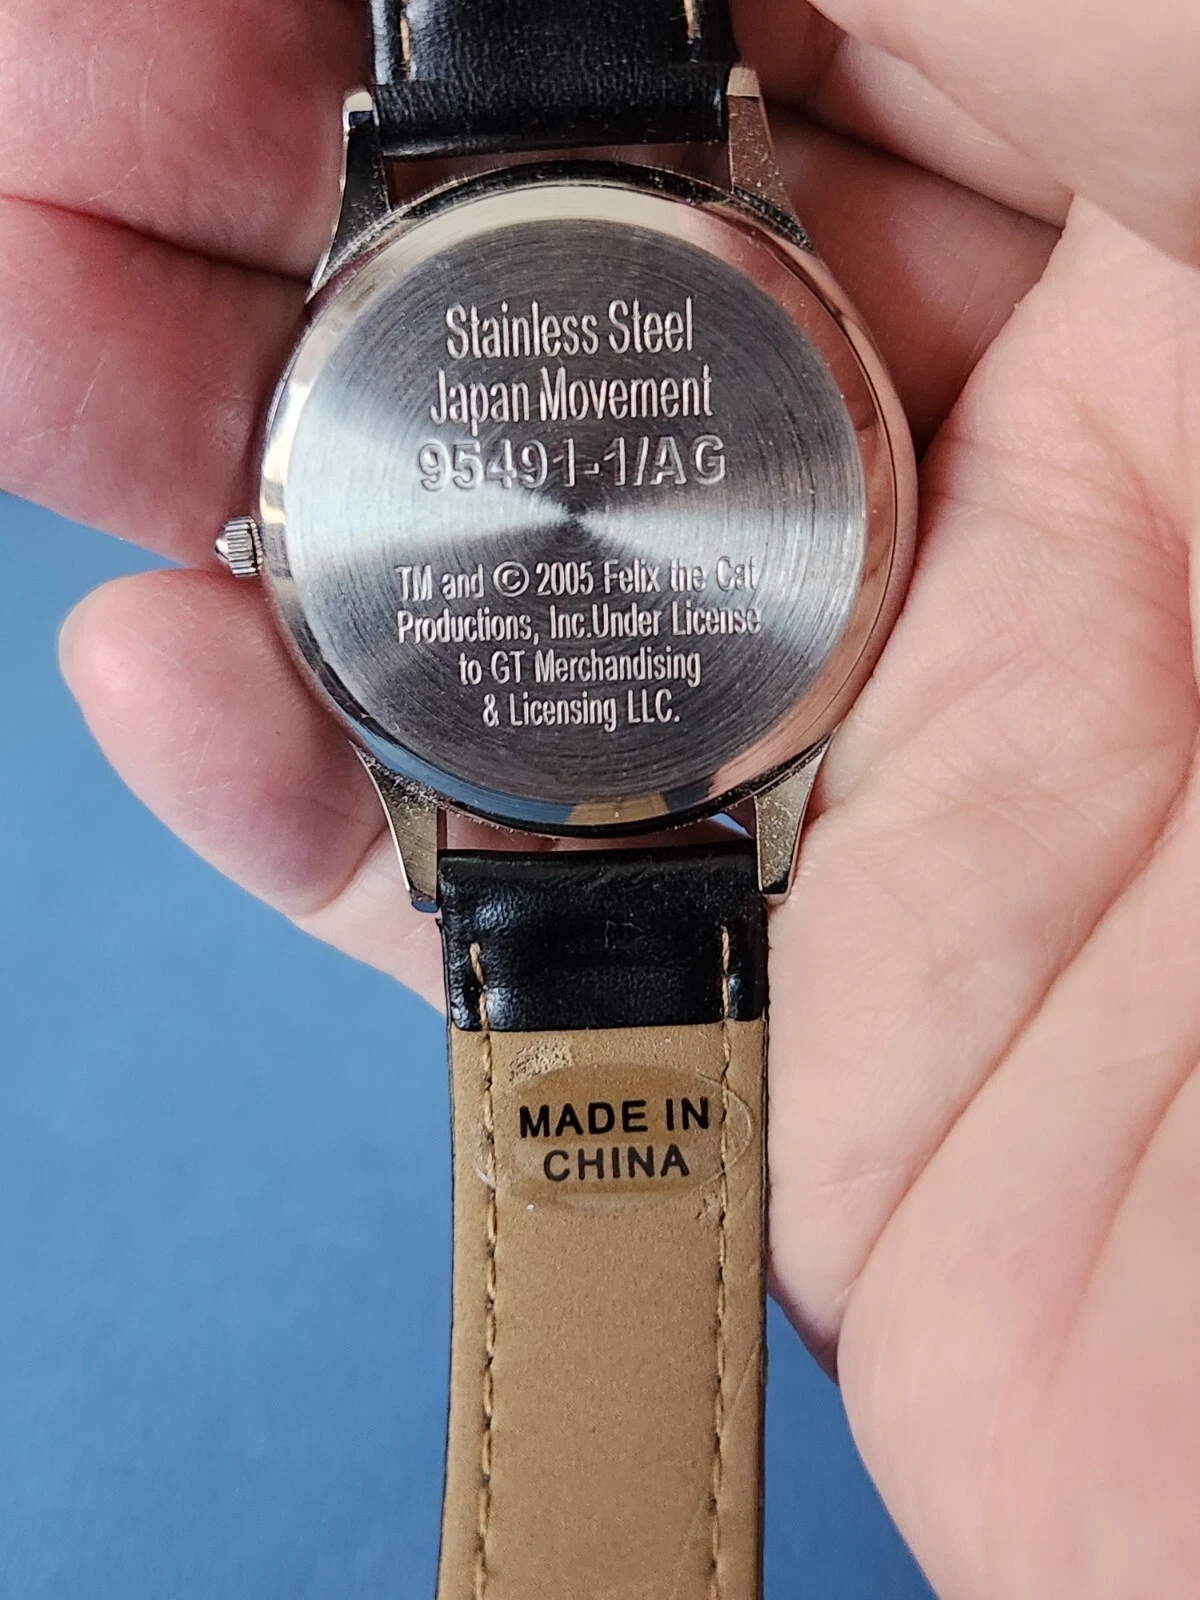 Stainless Steel
Japan Movement
95491-1/AG
TM and © 2005 Felix the Cat
Productions, Inc.Under License
to GT Merchandising
& Licensing LLC.
MADE IN
CHINA